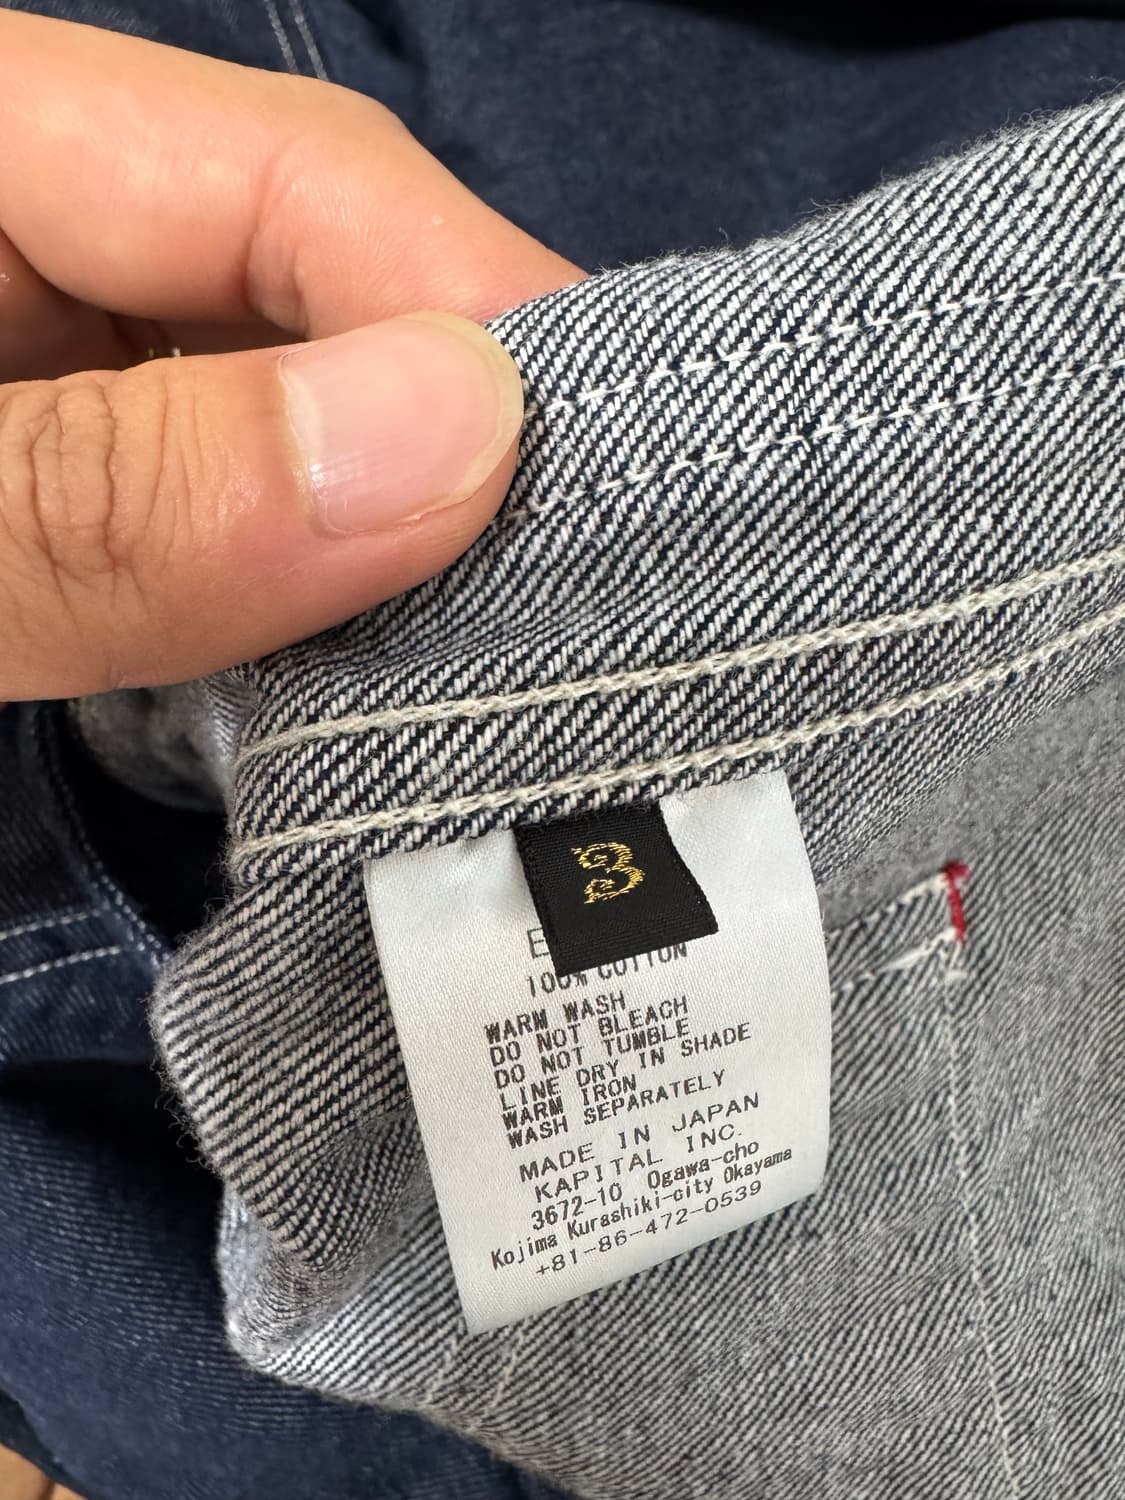 3
100% COTTON
WARM WASH
DO NOT BLEACH
DO NOT TUMBLE
LINE DRY IN SHADE
WARM IRON
WASH SEPARATELY
MADE IN JAPAN
KAPITAL INC.
3672-10 Ogawa-cho
Kojima Kurashiki-city Okayama
+81-86-472-0539